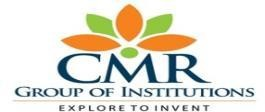 CMR
GROUP OF INSTITUTIONS
EXPLORE TO INVENT